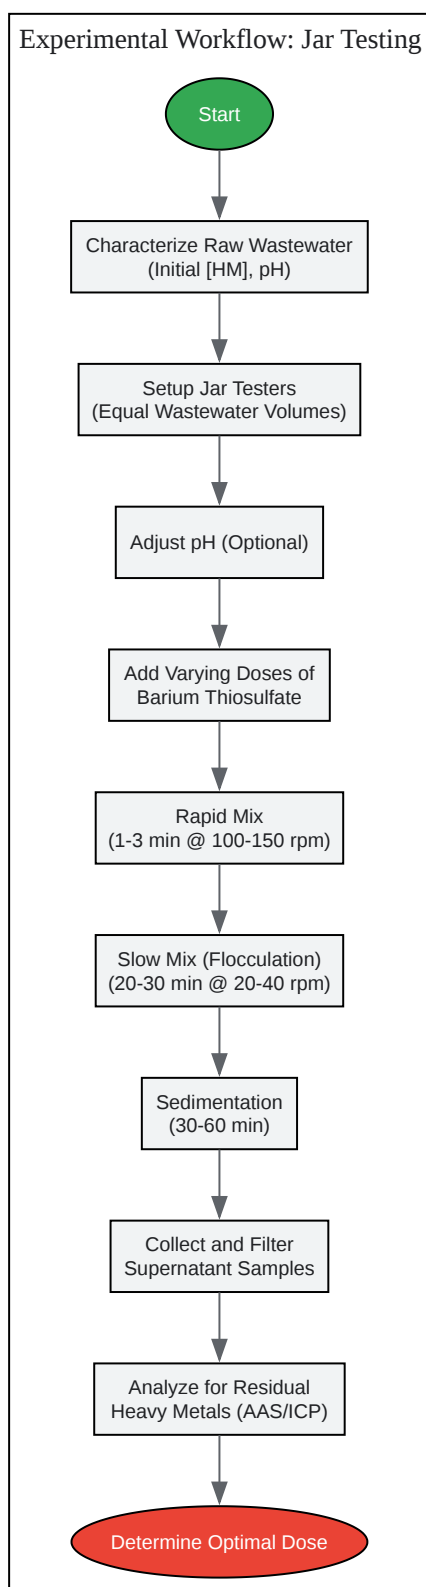 Experimental Workflow: Jar Testing
Start
Characterize Raw Wastewater
(Initial [HM], pH)
Setup Jar Testers
(Equal Wastewater Volumes)
Adjust pH (Optional)
Add Varying Doses of
Barium Thiosulfate
Rapid Mix
(1-3 min @ 100-150 rpm)
Slow Mix (Flocculation)
(20-30 min @ 20-40 rpm)
Sedimentation
(30-60 min)
Collect and Filter
Supernatant Samples
Analyze for Residual
Heavy Metals (AAS/ICP)
Determine Optimal Dose